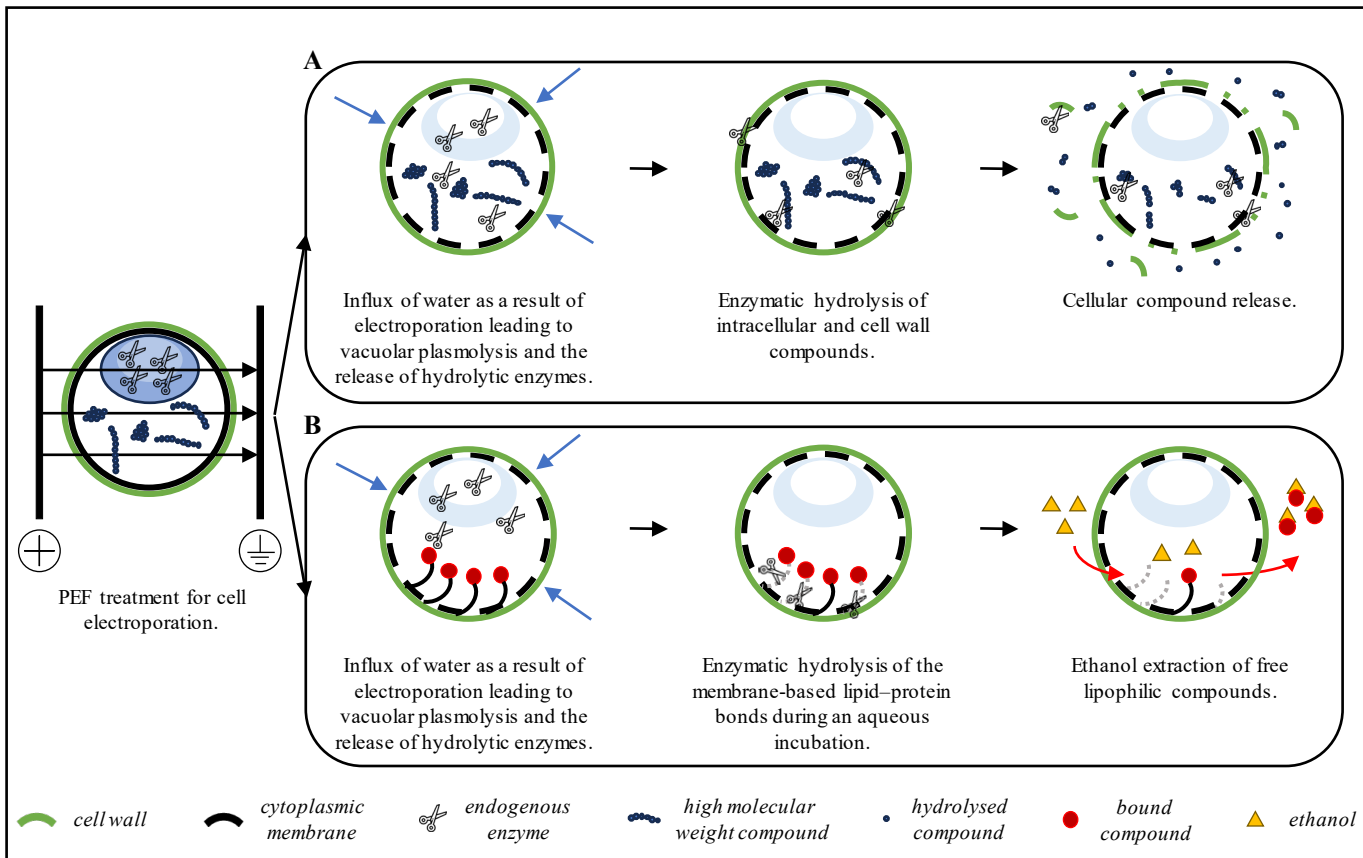 A
Influx of water as a result of
electroporation leading to
vacuolar plasmolysis and the
release of hydrolytic enzymes.
Enzymatic hydrolysis of
intracellular and cell wall
compounds.
Cellular compound release.
PEF treatment for cell
electroporation.
B
Influx of water as a result of
electroporation leading to
vacuolar plasmolysis and the
release of hydrolytic enzymes.
Enzymatic hydrolysis of the
membrane-based lipid–protein
bonds during an aqueous
incubation.
Ethanol extraction of free
lipophilic compounds.
cell wall
cytoplasmic
membrane
endogenous
enzyme
high molecular
weight compound
hydrolysed
compound
bound
compound
ethanol